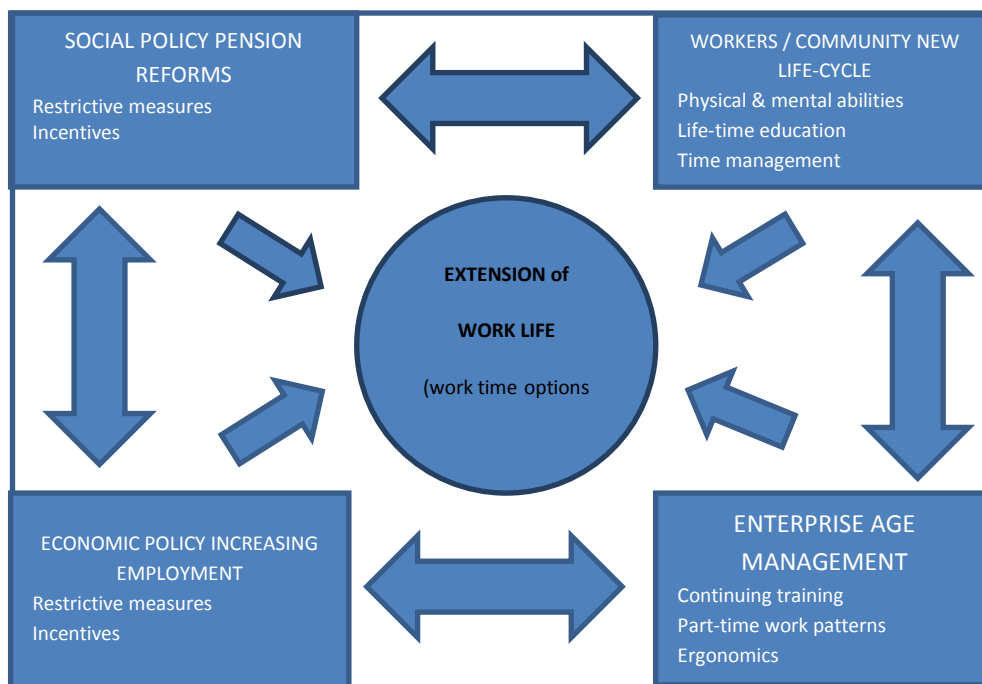 SOCIAL POLICY PENSION
REFORMS
Restrictive measures
Incentives
WORKERS / COMMUNITY NEW
LIFE-CYCLE
Physical & mental abilities
Life-time education
Time management
EXTENSION of
WORK LIFE
(work time options
ECONOMIC POLICY INCREASING
EMPLOYMENT
Restrictive measures
Incentives
ENTERPRISE AGE
MANAGEMENT
Continuing training
Part-time work patterns
Ergonomics